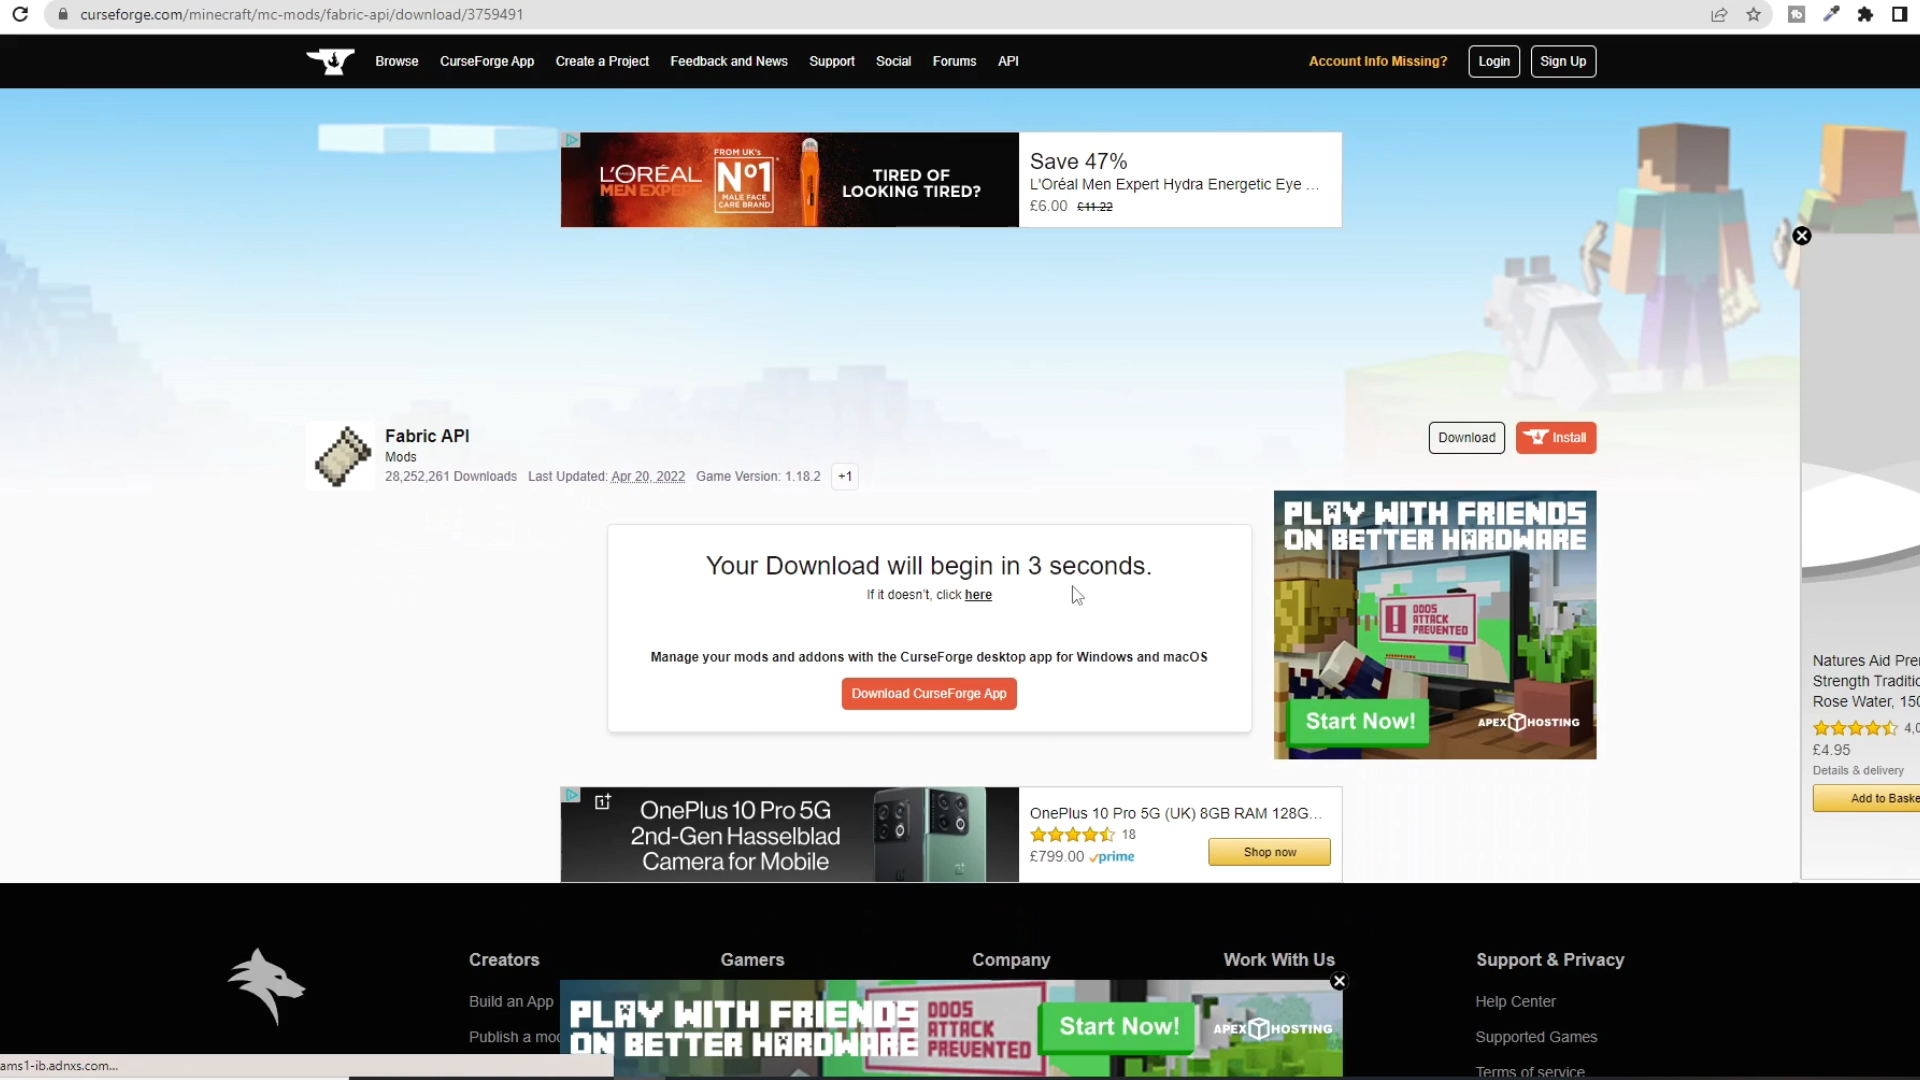 curseforge.com/minecraft/mc-mods/fabric-api/download/3759491
Browse CurseForge App Create a Project Feedback and News Support Social Forums API Account Info Missing? Login Sign Up
L'ORÉAL
MEN EXPERT
FROM UK's
Nº1
MALE FACE
CARE BRAND
TIRED OF
LOOKING TIRED?
Save 47%
L'Oréal Men Expert Hydra Energetic Eye ...
£6.00 £11.22
Fabric API
Mods
28,252,261 Downloads Last Updated: Apr 20, 2022 Game Version: 1.18.2 +1
Download Install
Your Download will begin in 3 seconds.
If it doesn't, click here
Manage your mods and addons with the CurseForge desktop app for Windows and macOS
Download CurseForge App
PLAY WITH FRIENDS
ON BETTER HARDWARE
DDOS
ATTACK
PREVENTED
Start Now!
APEX HOSTING
Natures Aid Pre
Strength Traditio
Rose Water, 150
4,0
£4.95
Details & delivery
Add to Baske
OnePlus 10 Pro 5G
2nd-Gen Hasselblad
Camera for Mobile
OnePlus 10 Pro 5G (UK) 8GB RAM 128G...
18
£799.00 prime
Shop now
Creators Gamers Company Work With Us Support & Privacy
Build an App
Publish a mod
Help Center
Supported Games
Terms of service
PLAY WITH FRIENDS
ON BETTER HARDWARE
DDOS
ATTACK
PREVENTED
Start Now!
APEX HOSTING
ams1-ib.adnxs.com...